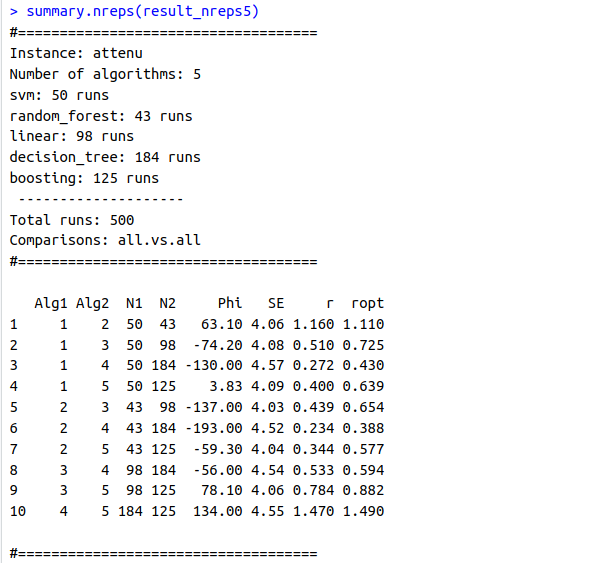 > summary.nreps(result_nreps5)
#====================================
Instance: attenu
Number of algorithms: 5
svm: 50 runs
random_forest: 43 runs
linear: 98 runs
decision_tree: 184 runs
boosting: 125 runs
 --------------------
Total runs: 500
Comparisons: all.vs.all
#====================================
   Alg1 Alg2 N1  N2     Phi   SE     r  ropt
1     1    2  50  43   63.10 4.06 1.160 1.110
2     1    3  50  98  -74.20 4.08 0.510 0.725
3     1    4  50 184 -130.00 4.57 0.272 0.430
4     1    5  50 125    3.83 4.09 0.400 0.639
5     2    3  43  98 -137.00 4.03 0.439 0.654
6     2    4  43 184 -193.00 4.52 0.234 0.388
7     2    5  43 125  -59.30 4.04 0.344 0.577
8     3    4  98 184  -56.00 4.54 0.533 0.594
9     3    5  98 125   78.10 4.06 0.784 0.882
10    4    5 184 125  134.00 4.55 1.470 1.490
#====================================